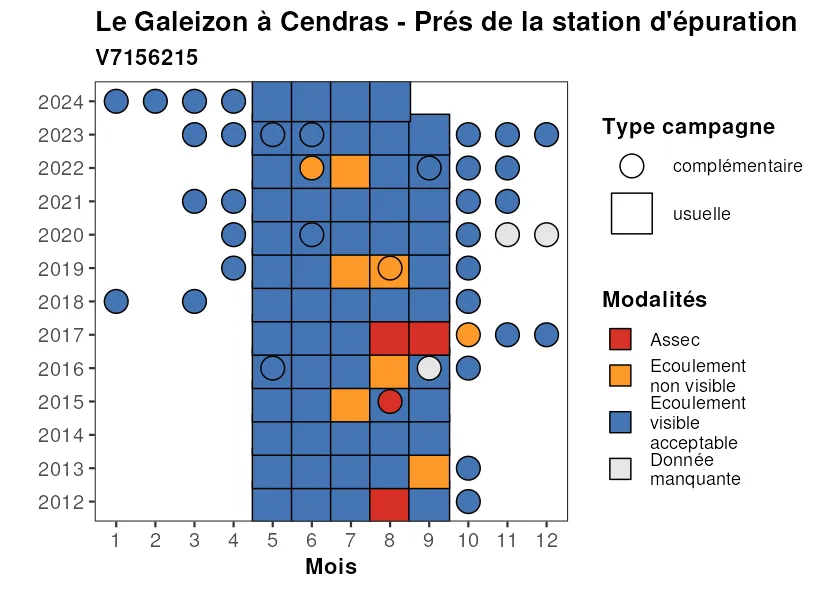 Le Galeizon à Cendras - Prés de la station d'épuration
V7156215
2024
2023
2022
2021
2020
2019
2018
2017
2016
2015
2014
2013
2012
1 2 3 4 5 6 7 8 9 10 11 12
Mois
Type campagne
complémentaire
usuelle
Modalités
Assec
Ecoulement
non visible
Ecoulement
visible
acceptable
Donnée
manquante